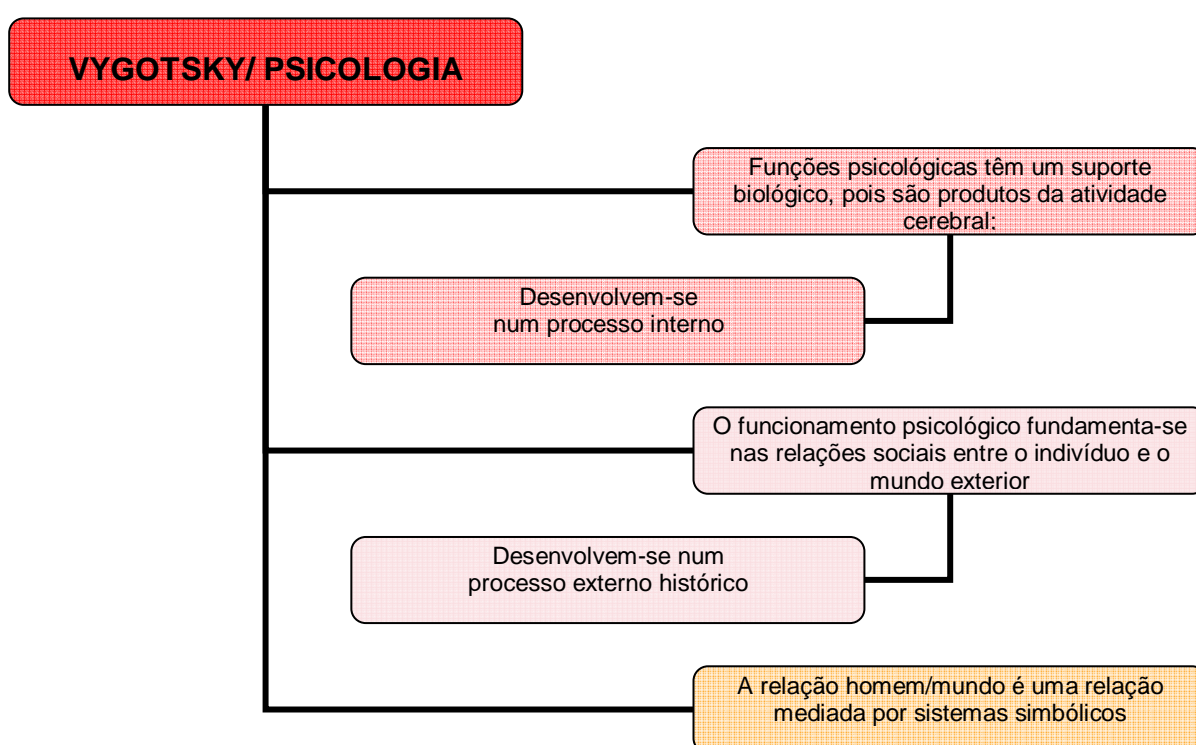 VYGOTSKY/ PSICOLOGIA
Funções psicológicas têm um suporte
biológico, pois são produtos da atividade
cerebral:
Desenvolvem-se
num processo interno
O funcionamento psicológico fundamenta-se
nas relações sociais entre o indivíduo e o
mundo exterior
Desenvolvem-se num
processo externo histórico
A relação homem/mundo é uma relação
mediada por sistemas simbólicos